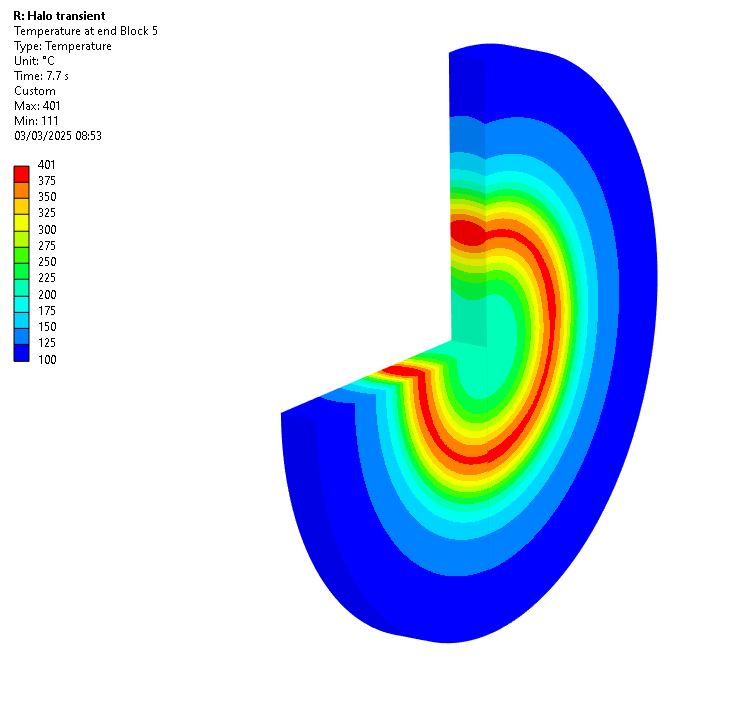 R: Halo transient
Temperature at end Block 5
Type: Temperature
Unit: °C
Time: 7.7 s
Custom
Max: 401
Min: 111
03/03/2025 08:53
401
375
350
325
300
275
250
225
200
175
150
125
100